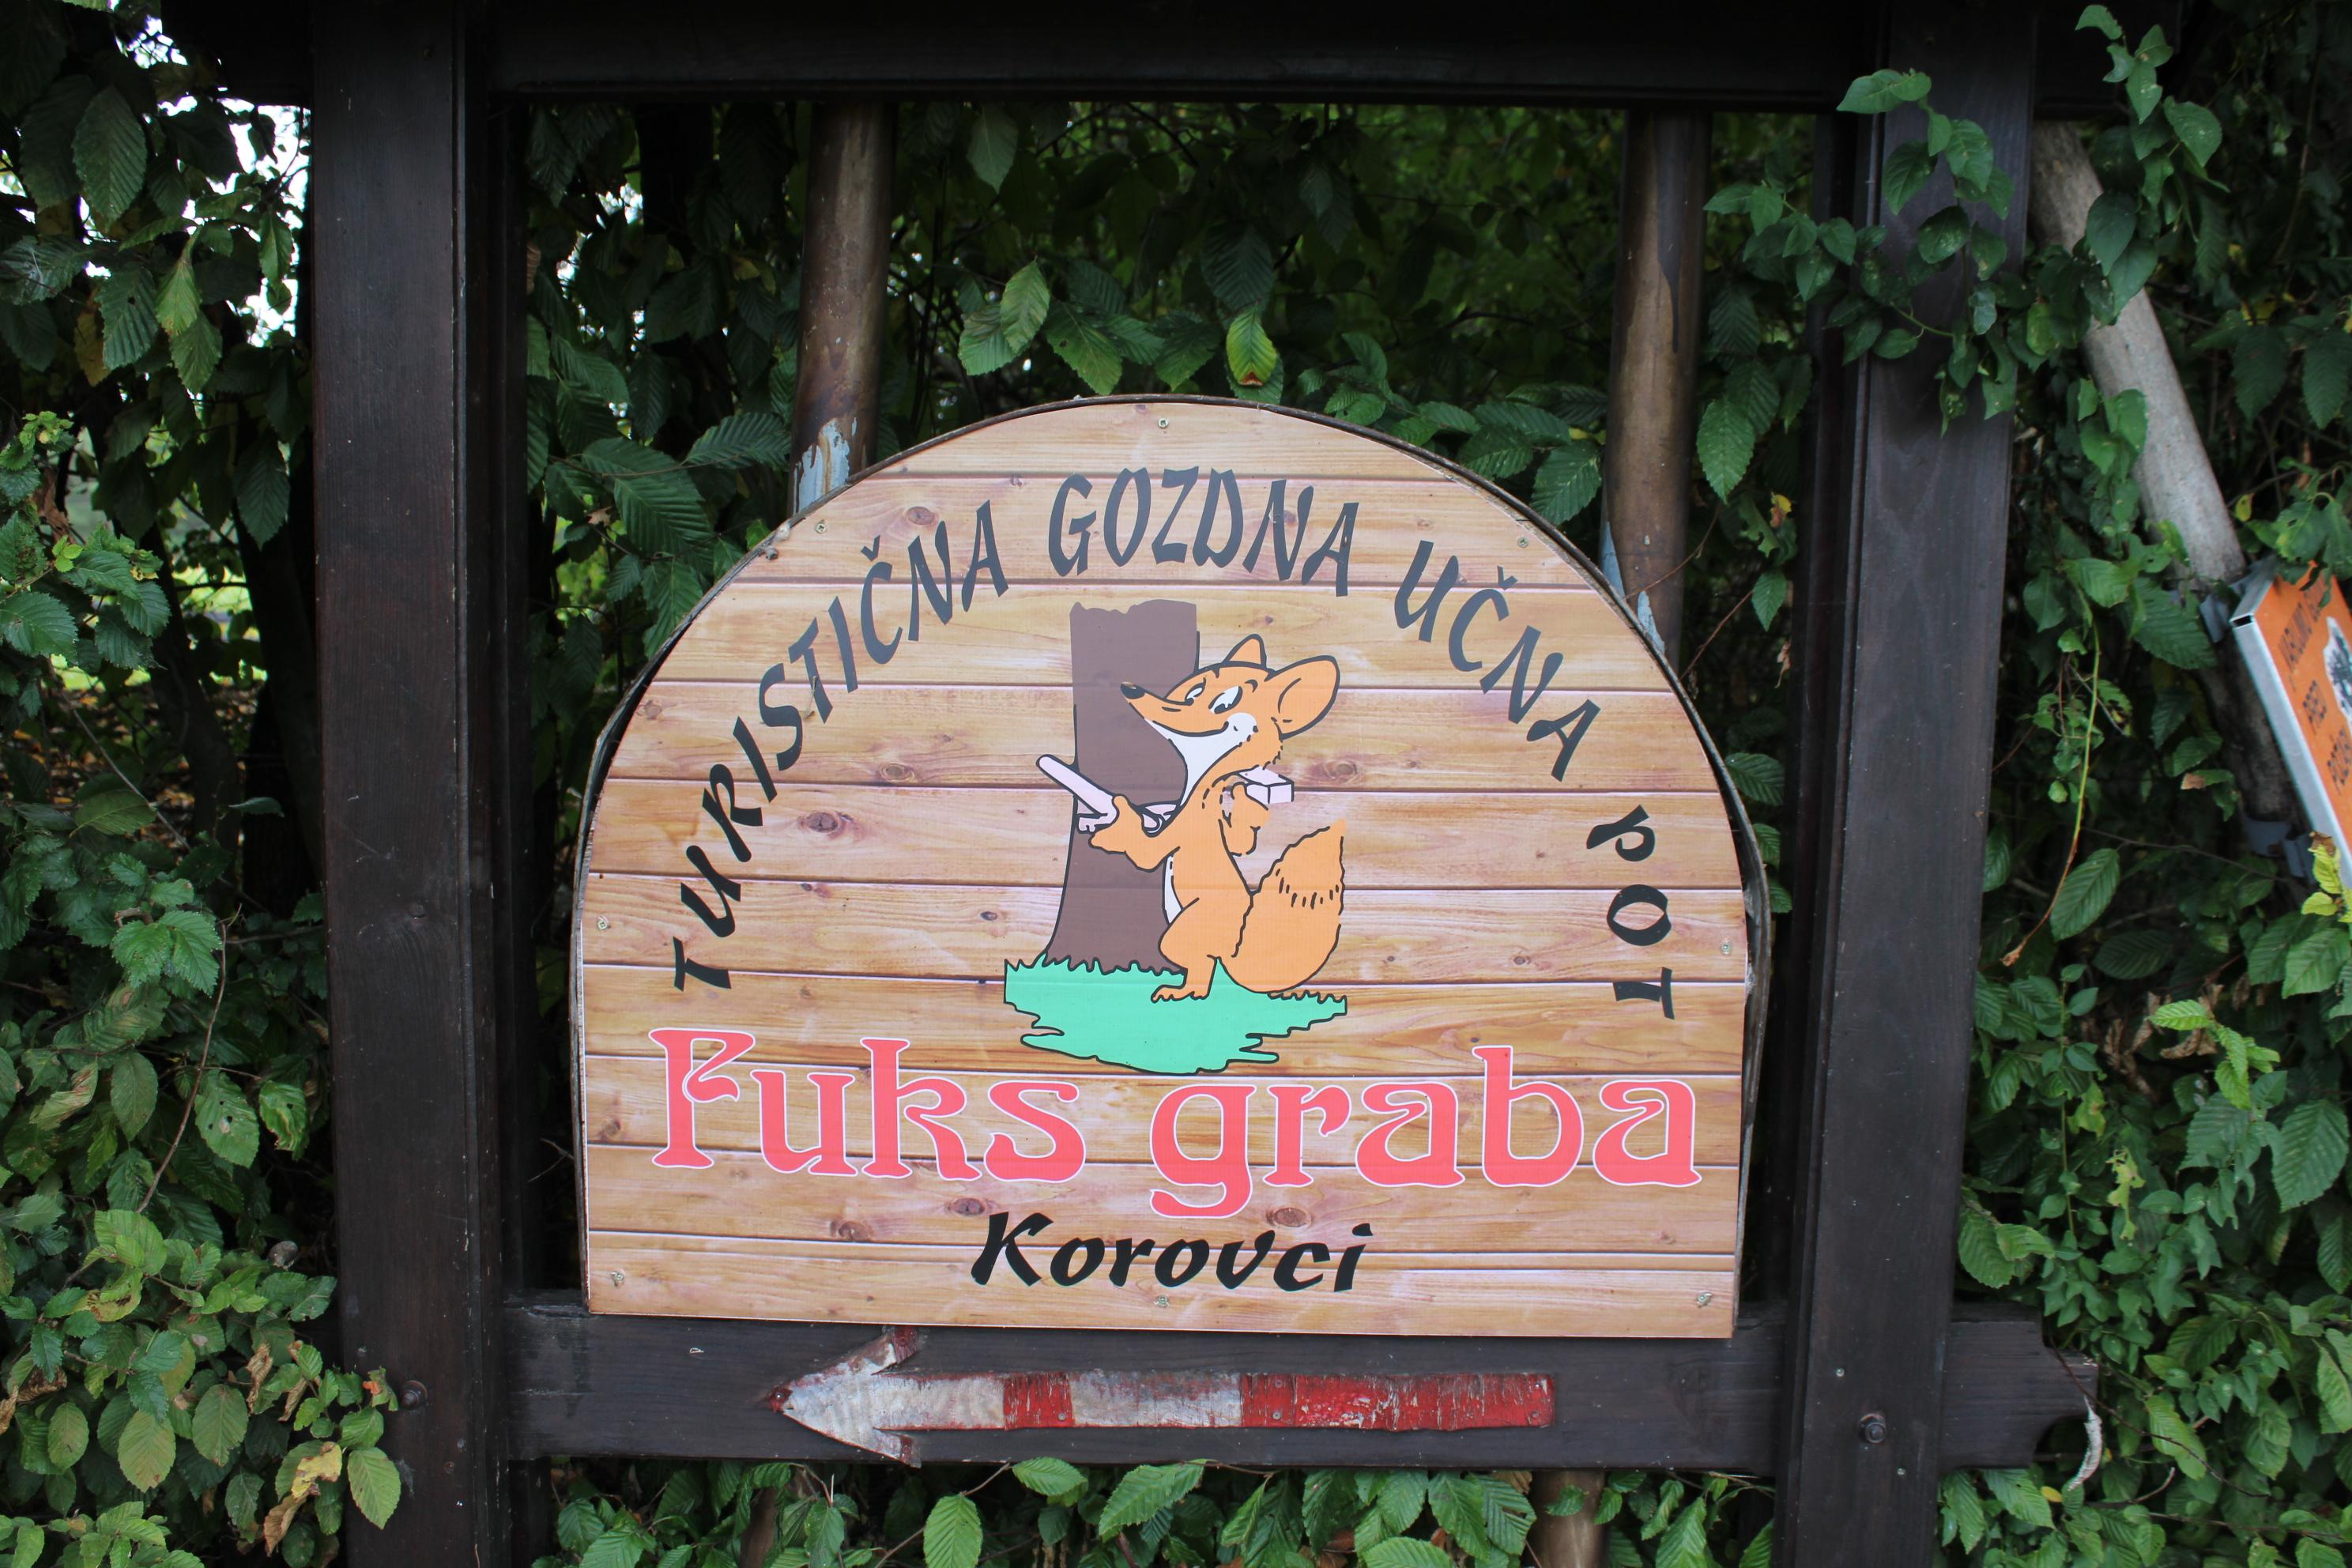 TURISTIČNA GOZDNA UČNA POT
Fuks graba
Korovci